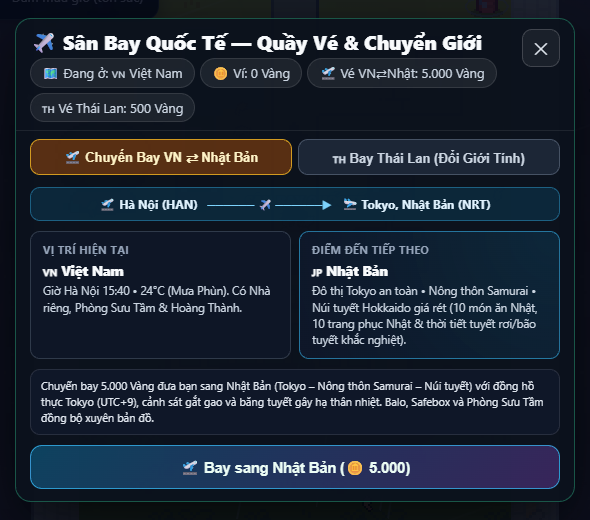 Sân Bay Quốc Tế — Quầy Vé & Chuyển Giới
Đang ở: VN Việt Nam
Ví: 0 Vàng
Vé VN⇄Nhật: 5.000 Vàng
TH Vé Thái Lan: 500 Vàng
Chuyến Bay VN ⇄ Nhật Bản
TH Bay Thái Lan (Đổi Giới Tính)
Hà Nội (HAN)
Tokyo, Nhật Bản (NRT)
VỊ TRÍ HIỆN TẠI
VN Việt Nam
Giờ Hà Nội 15:40 • 24°C (Mưa Phùn). Có Nhà
riêng, Phòng Sưu Tầm & Hoàng Thành.
ĐIỂM ĐẾN TIẾP THEO
JP Nhật Bản
Đô thị Tokyo an toàn • Nông thôn Samurai •
Núi tuyết Hokkaido giá rét (10 món ăn Nhật,
10 trang phục Nhật & thời tiết tuyết rơi/bão
tuyết khắc nghiệt).
Chuyến bay 5.000 Vàng đưa bạn sang Nhật Bản (Tokyo – Nông thôn Samurai – Núi tuyết) với đồng hồ
thực Tokyo (UTC+9), cảnh sát gắt gao và băng tuyết gây hạ thân nhiệt. Balo, Safebox và Phòng Sưu Tầm
đồng bộ xuyên bản đồ.
Bay sang Nhật Bản (5.000)